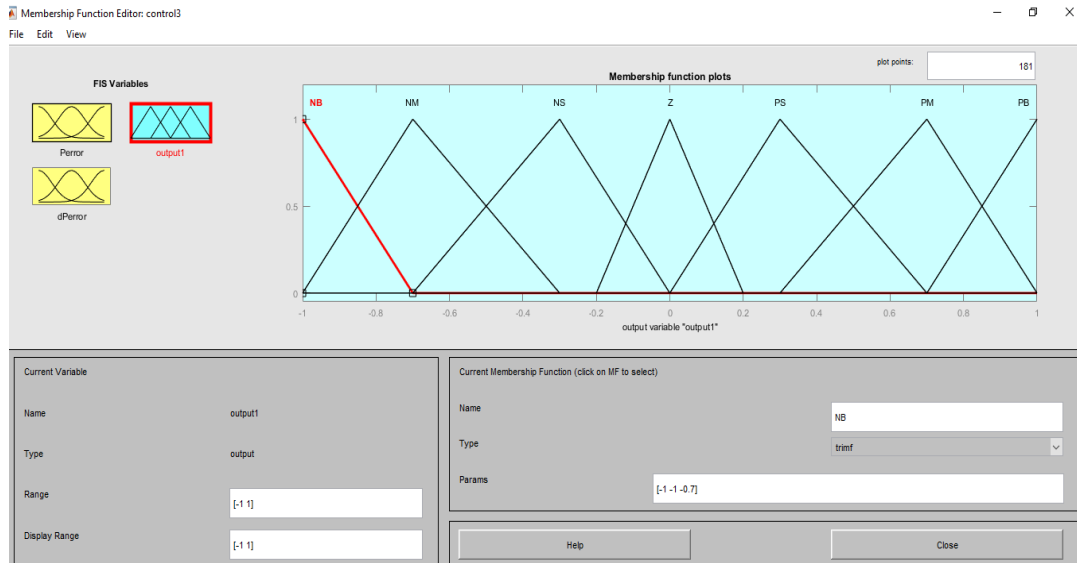 Membership Function Editor: control3
File Edit View
FIS Variables
Perror
output1
dPerror
plot points:
181
Membership function plots
NB NM NS Z PS PM PB
1
0.5
0
-1 -0.8 -0.6 -0.4 -0.2 0 0.2 0.4 0.6 0.8 1
output variable "output1"
Current Variable
Name output1
Type output
Range [-1 1]
Display Range [-1 1]
Current Membership Function (click on MF to select)
Name NB
Type trimf
Params [-1 -1 -0.7]
Help Close